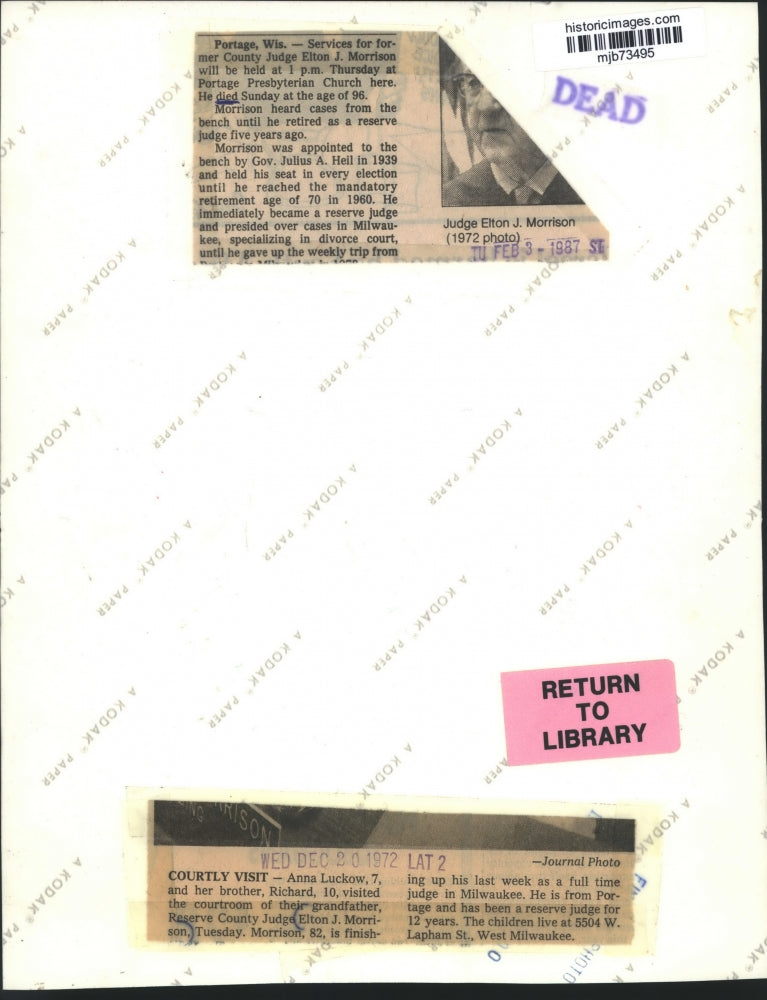 historicimages.com
mjb73495
DEAD
Portage, Wis. — Services for for-
mer County Judge Elton J. Morrison
will be held at 1 p.m. Thursday at
Portage Presbyterian Church here.
He died Sunday at the age of 96.
Morrison heard cases from the
bench until he retired as a reserve
judge five years ago.
Morrison was appointed to the
bench by Gov. Julius A. Heil in 1939
and held his seat in every election
until he reached the mandatory
retirement age of 70 in 1960. He
immediately became a reserve judge
and presided over cases in Milwau-
kee, specializing in divorce court,
until he gave up the weekly trip from
Judge Elton J. Morrison
(1972 photo)
TU FEB 3 - 1987
A KODAK PAPER
RETURN
TO
LIBRARY
RRISON
WED DEC 20 1972 LAT 2
—Journal Photo
COURTLY VISIT — Anna Luckow, 7,
and her brother, Richard, 10, visited
the courtroom of their grandfather,
Reserve County Judge Elton J. Morri-
son, Tuesday. Morrison, 82, is finish-
ing up his last week as a full time
judge in Milwaukee. He is from Por-
tage and has been a reserve judge for
12 years. The children live at 5504 W.
Lapham St., West Milwaukee.